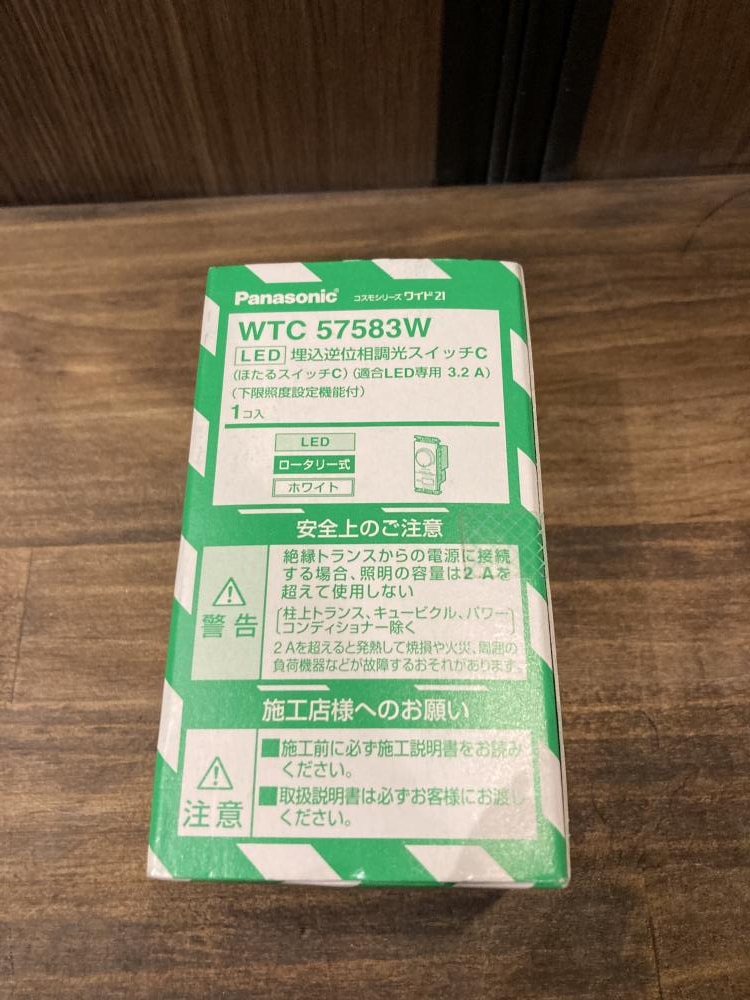 Panasonic® コスモシリーズ ワイド21
WTC 57583W
LED 埋込逆位相調光スイッチC
(ほたるスイッチC)(適合LED専用 3.2 A)
(下限照度設定機能付)
1コ入
LED
ロータリー式
ホワイト
安全上のご注意
警告
絶縁トランスからの電源に接続
する場合、照明の容量は2 Aを
超えて使用しない
柱上トランス、キュービクル、パワー
コンディショナー除く
2 Aを超えると発熱して焼損や火災、周囲の
負荷機器などが故障するおそれがあります。
施工店様へのお願い
注意
■施工前に必ず施工説明書をお読み
ください。
■取扱説明書は必ずお客様にお渡し
ください。